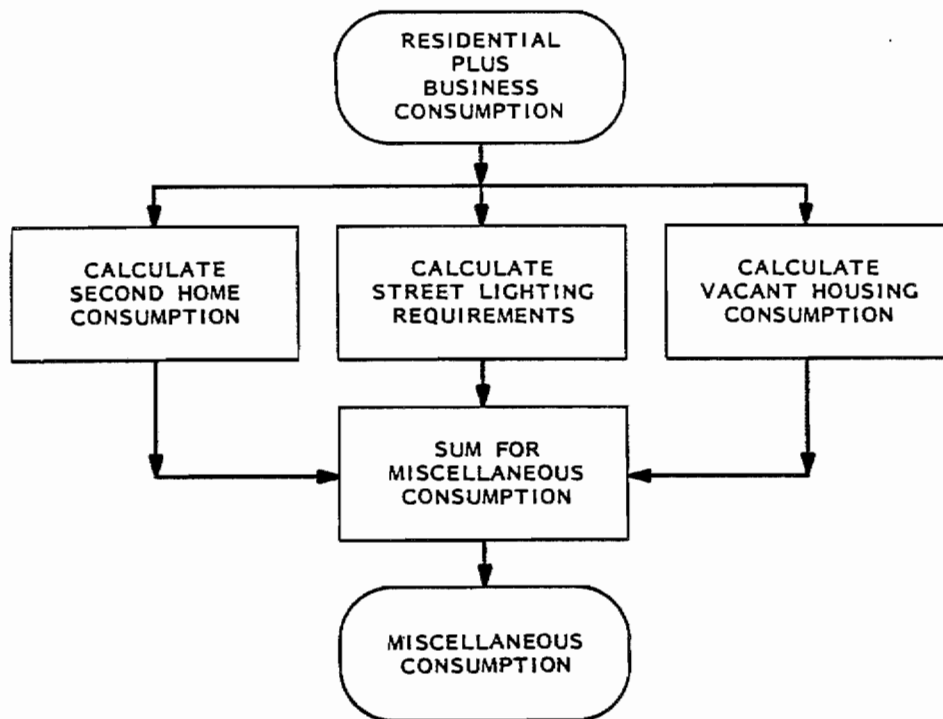 RESIDENTIAL
PLUS
BUSINESS
CONSUMPTION
CALCULATE
SECOND HOME
CONSUMPTION
CALCULATE
STREET LIGHTING
REQUIREMENTS
CALCULATE
VACANT HOUSING
CONSUMPTION
SUM FOR
MISCELLANEOUS
CONSUMPTION
MISCELLANEOUS
CONSUMPTION